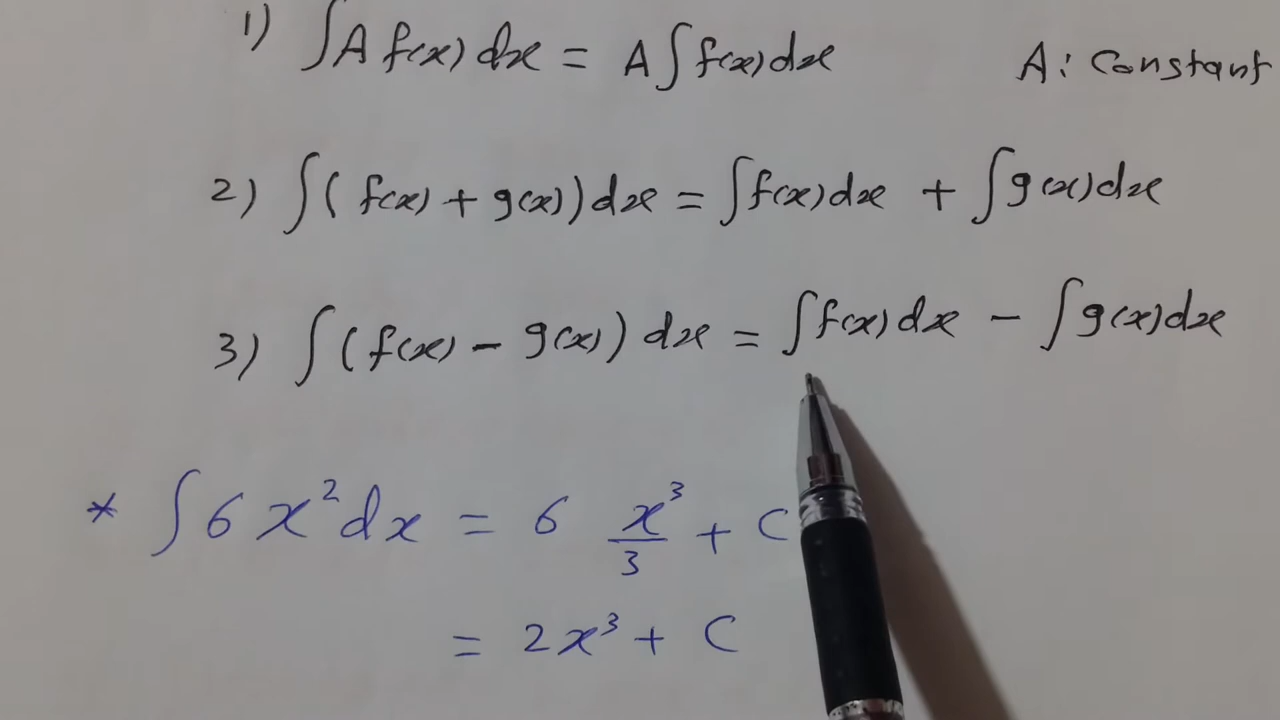 1) ∫A f(x) dx = A ∫ f(x) dx A : Constant
2) ∫( f(x) + g(x)) dx = ∫f(x) dx + ∫g(x) dx
3) ∫( f(x) - g(x)) dx = ∫f(x) dx - ∫g(x) dx
* ∫ 6 x² dx = 6 x³/3 + C
= 2x³ + C